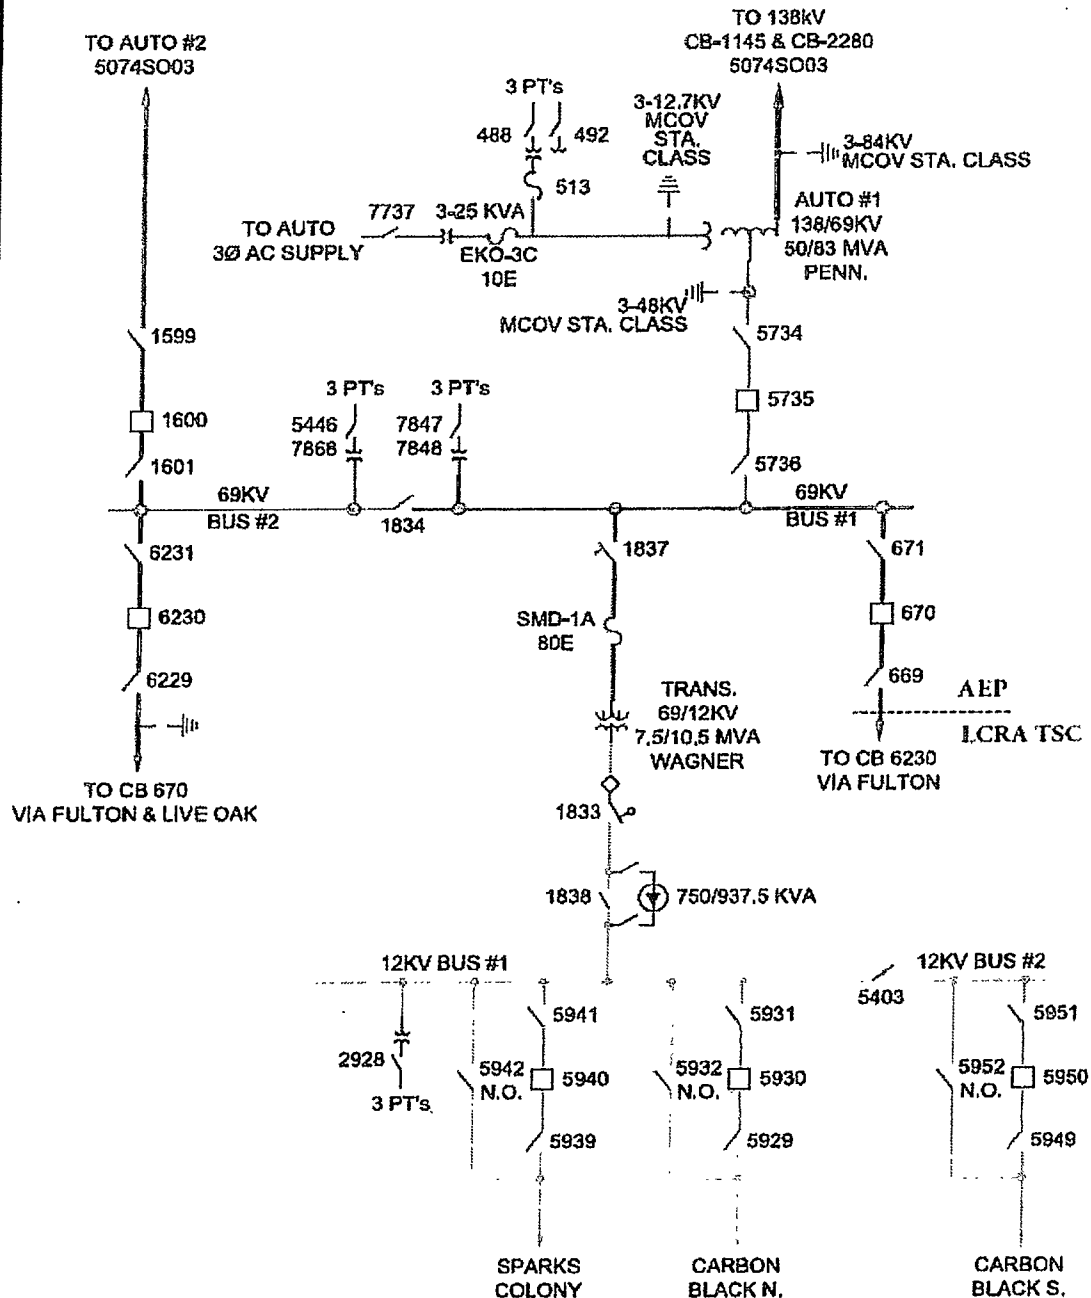 TO AUTO #2
5074SO03
TO 138kV
CB-1145 & CB-2280
5074SO03
3 PT's
488
492
513
3-12.7KV
MCOV
STA.
CLASS
3-84KV
MCOV STA. CLASS
TO AUTO
3Ø AC SUPPLY
7737
3-25 KVA
EKO-3C
10E
AUTO #1
138/69KV
50/83 MVA
PENN.
3-48KV
MCOV STA. CLASS
5734
5735
5736
1599
1600
1601
3 PT's
5446
7868
3 PT's
7847
7848
69KV
BUS #2
1834
69KV
BUS #1
6231
6230
6229
1837
SMD-1A
80E
671
670
669
AEP
LCRA TSC
TRANS.
69/12KV
7.5/10.5 MVA
WAGNER
TO CB 6230
VIA FULTON
TO CB 670
VIA FULTON & LIVE OAK
1833
1838
750/937.5 KVA
12KV BUS #1
5403
12KV BUS #2
2928
3 PT's
5941
5942
N.O.
5940
5939
5931
5932
N.O.
5930
5929
5951
5952
N.O.
5950
5949
SPARKS
COLONY
CARBON
BLACK N.
CARBON
BLACK S.